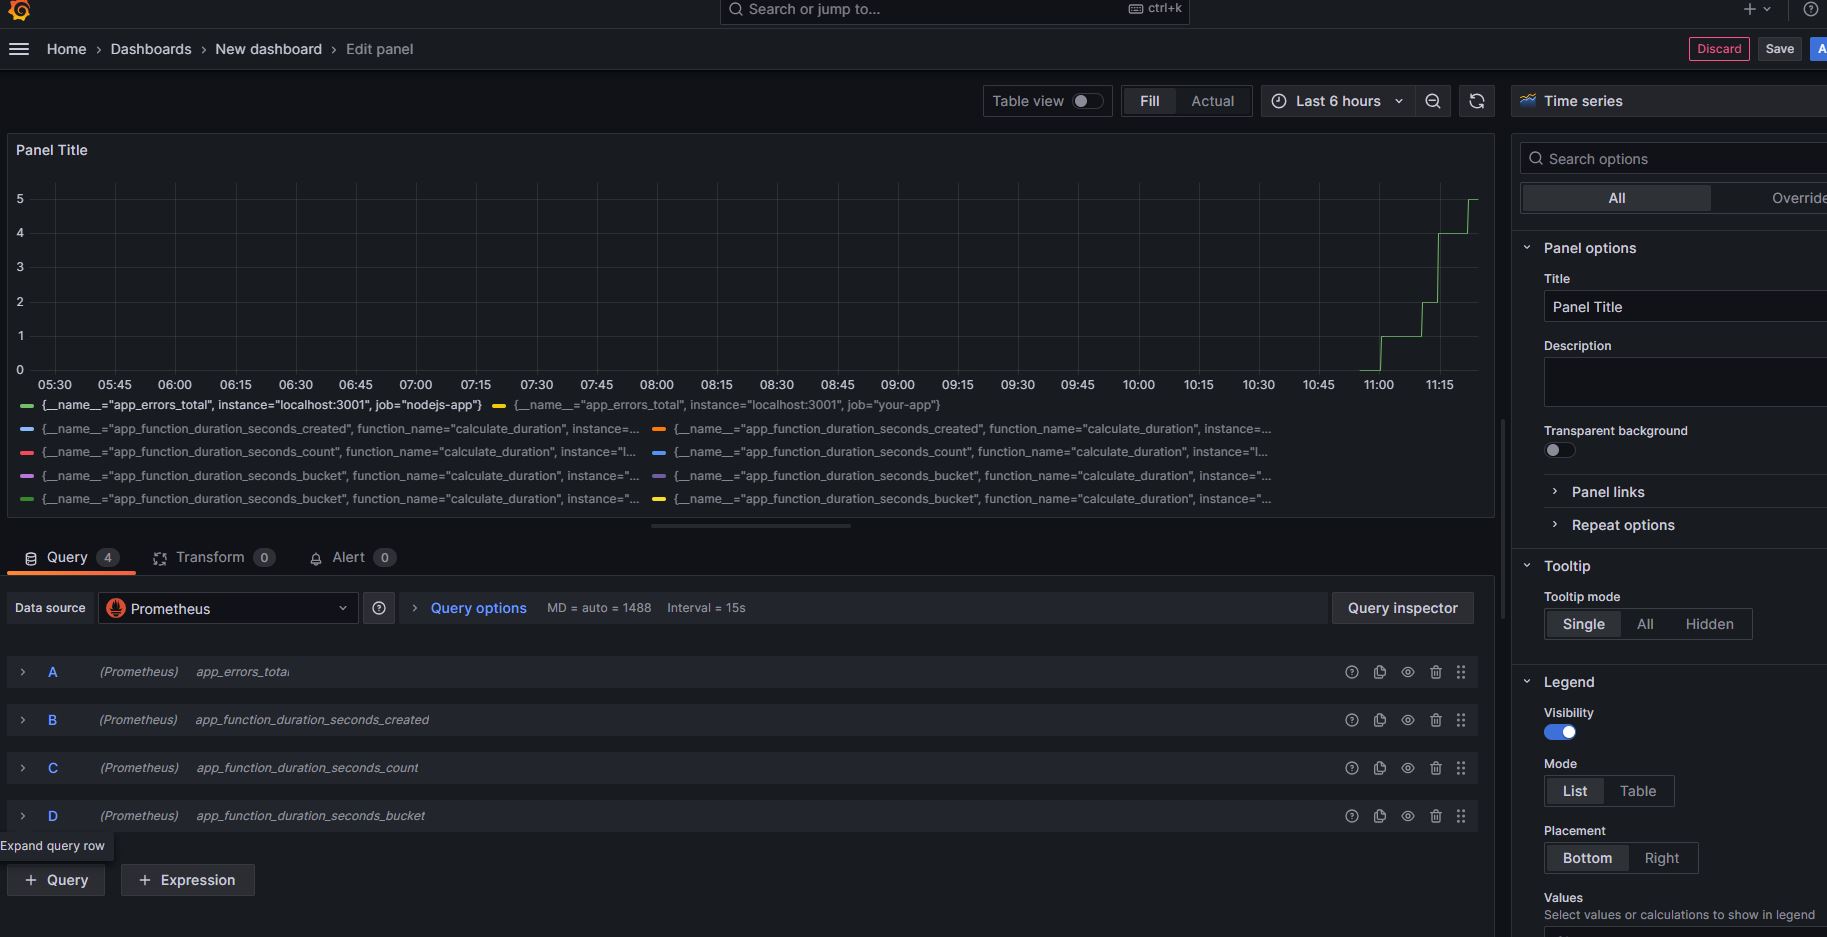 Search or jump to... ctrl+k
Home › Dashboards › New dashboard › Edit panel
Discard Save A
Table view Fill Actual Last 6 hours
Time series
Panel Title
5
4
3
2
1
0
05:30 05:45 06:00 06:15 06:30 06:45 07:00 07:15 07:30 07:45 08:00 08:15 08:30 08:45 09:00 09:15 09:30 09:45 10:00 10:15 10:30 10:45 11:00 11:15
{__name__="app_errors_total", instance="localhost:3001", job="nodejs-app"} {__name__="app_errors_total", instance="localhost:3001", job="your-app"}
{__name__="app_function_duration_seconds_created", function_name="calculate_duration", instance=... {__name__="app_function_duration_seconds_created", function_name="calculate_duration", instance=...
{__name__="app_function_duration_seconds_count", function_name="calculate_duration", instance="l... {__name__="app_function_duration_seconds_count", function_name="calculate_duration", instance="l...
{__name__="app_function_duration_seconds_bucket", function_name="calculate_duration", instance="... {__name__="app_function_duration_seconds_bucket", function_name="calculate_duration", instance="...
{__name__="app_function_duration_seconds_bucket", function_name="calculate_duration", instance="... {__name__="app_function_duration_seconds_bucket", function_name="calculate_duration", instance="...
Query 4 Transform 0 Alert 0
Data source Prometheus Query options MD = auto = 1488 Interval = 15s Query inspector
A (Prometheus) app_errors_total
B (Prometheus) app_function_duration_seconds_created
C (Prometheus) app_function_duration_seconds_count
D (Prometheus) app_function_duration_seconds_bucket
Expand query row
+ Query + Expression
Search options
All Override
Panel options
Title
Panel Title
Description
Transparent background
Panel links
Repeat options
Tooltip
Tooltip mode
Single All Hidden
Legend
Visibility
Mode
List Table
Placement
Bottom Right
Values
Select values or calculations to show in legend